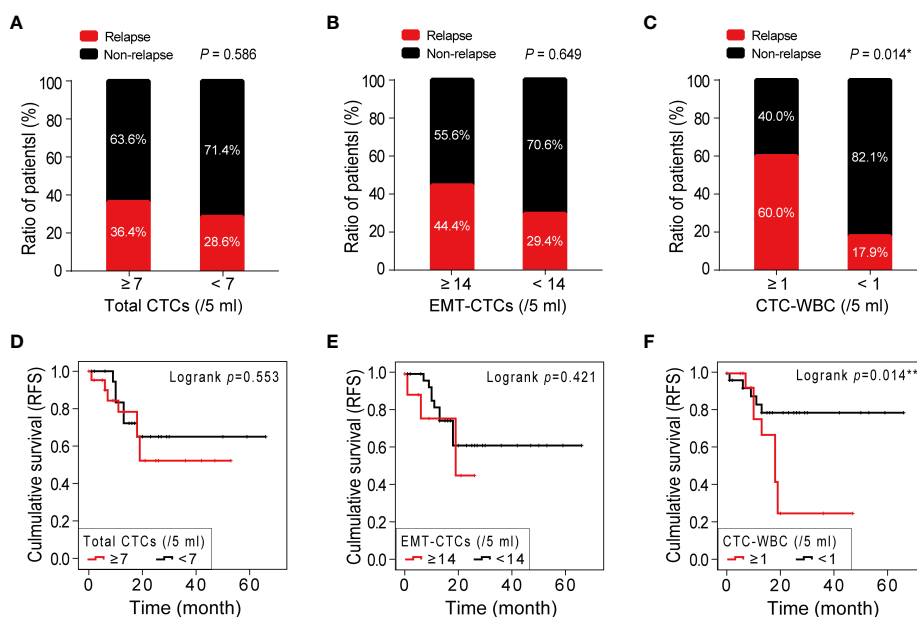 A
Relapse
Non-relapse
P = 0.586
Ratio of patientsl (%)
100
80
60
40
20
0
63.6%
71.4%
36.4%
28.6%
≥ 7
< 7
Total CTCs (/5 ml)
B
Relapse
Non-relapse
P = 0.649
Ratio of patientsl (%)
100
80
60
40
20
0
55.6%
70.6%
44.4%
29.4%
≥ 14
< 14
EMT-CTCs (/5 ml)
C
Relapse
Non-relapse
P = 0.014*
Ratio of patientsl (%)
100
80
60
40
20
0
40.0%
82.1%
60.0%
17.9%
≥ 1
< 1
CTC-WBC (/5 ml)
D
Logrank p=0.553
Culmulative survival (RFS)
1.0
0.8
0.6
0.4
0.2
0.0
Total CTCs (/5 ml)
≥7 <7
0 20 40 60
Time (month)
E
Logrank p=0.421
Culmulative survival (RFS)
1.0
0.8
0.6
0.4
0.2
0.0
EMT-CTCs (/5 ml)
≥14 <14
0 20 40 60
Time (month)
F
Logrank p=0.014**
Culmulative survival (RFS)
1.0
0.8
0.6
0.4
0.2
0.0
CTC-WBC (/5 ml)
≥1 <1
0 20 40 60
Time (month)